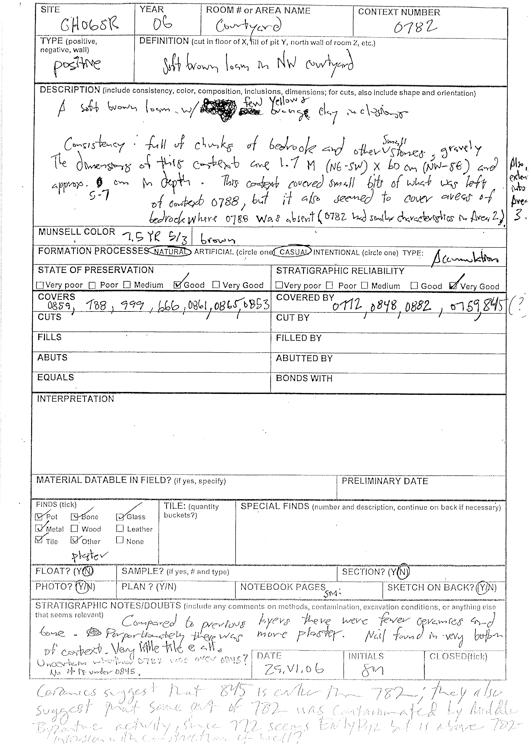 SITE YEAR ROOM # or AREA NAME CONTEXT NUMBER
GH06SR 06 Courtyard 0782
TYPE (positive, negative, wall) DEFINITION (cut in floor of X, fill of pit Y, north wall of room Z, etc.)
positive Soft brown loam in NW courtyard
DESCRIPTION (include consistency, color, composition, inclusions, dimensions; for cuts, also include shape and orientation)
A soft brown loam w/ few yellow orange clay inclusions
Consistency: full of chunks of bedrock and other small stones, gravely
The dimensions of this context are 1.7 M (NE-SW) X 60 cm (NW-SE) and
approx. 5-7 cm in depth. This context covered small bits of what was left
of context 0788, but it also seemed to cover areas of
bedrock where 0788 was absent (0782 had similar characteristics in Area 2)
Also, into Area 3.
MUNSELL COLOR 7.5 YR 5/3 brown
FORMATION PROCESSES NATURAL ARTIFICIAL (circle one) CASUAL INTENTIONAL (circle one) TYPE: Accumulation
STATE OF PRESERVATION STRATIGRAPHIC RELIABILITY
Very poor Poor Medium Good Very Good Very poor Poor Medium Good Very Good
COVERS COVERED BY
0859, 788, 999, 666, 0861, 0865, 0853 0772, 0848, 0882, 0759, 845 (?)
CUTS CUT BY
FILLS FILLED BY
ABUTS ABUTTED BY
EQUALS BONDS WITH
INTERPRETATION
MATERIAL DATABLE IN FIELD? (if yes, specify) PRELIMINARY DATE
FINDS (tick) TILE: (quantity buckets?) SPECIAL FINDS (number and description, continue on back if necessary)
Pot Bone Glass
Metal Wood Leather
Tile Other None
plaster
FLOAT? (Y/N) SAMPLE? (if yes, # and type) SECTION? (Y/N)
PHOTO? (Y/N) PLAN? (Y/N) NOTEBOOK PAGES SM: SKETCH ON BACK? (Y/N)
STRATIGRAPHIC NOTES/DOUBTS (include any comments on methods, contamination, excavation conditions, or anything else that seems relevant)
Compared to previous layers there were fewer ceramics and
bone. Proportionately there was more plaster. Nail found in very bottom
of context. Very little tile @ all.
Uncertain whether 0782 was over 0845?
No it is under 0845.
DATE INITIALS CLOSED(tick)
25.VI.06
Ceramics suggest that 845 is earlier than 782; they also
suggest that some part of 782 was contaminated by Middle
Byzantine activity, since 772 seems Early Byz but is above 782